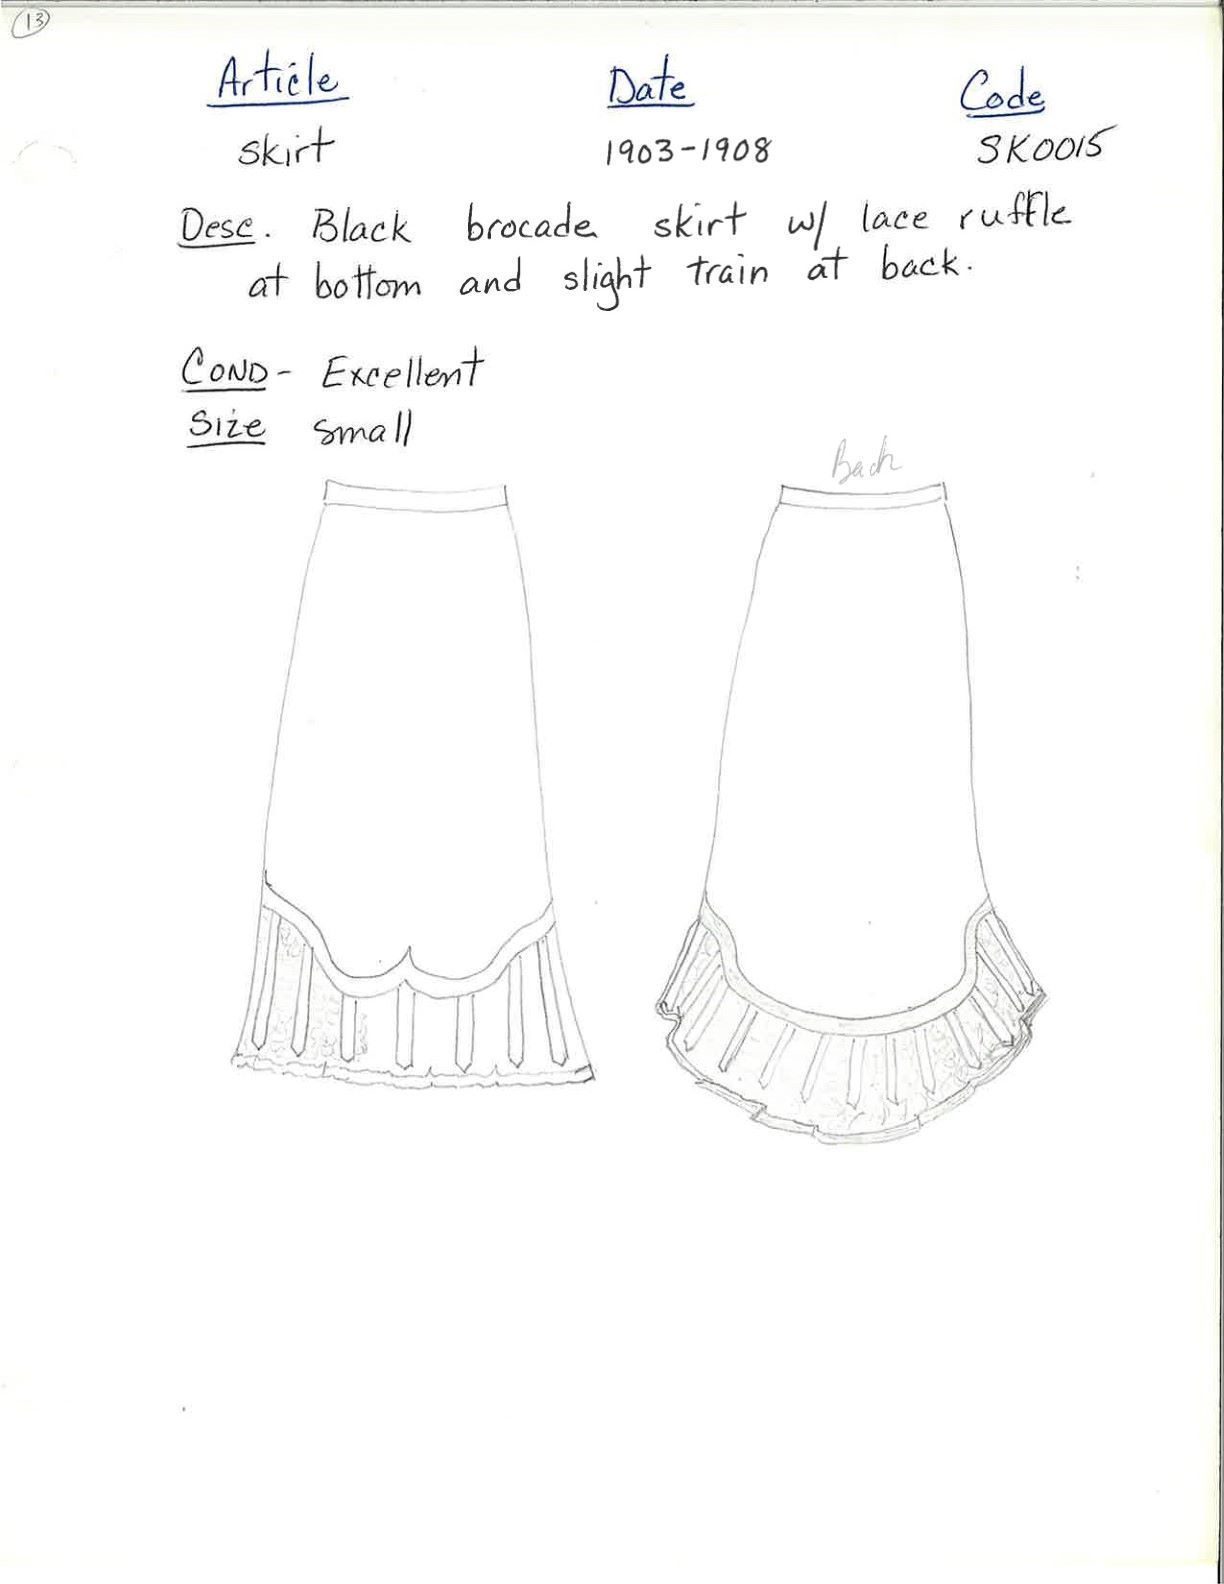 13
Article Date Code
skirt 1903-1908 SK0015
Desc. Black brocade skirt w/ lace ruffle
at bottom and slight train at back.
COND- Excellent
Size small
Back